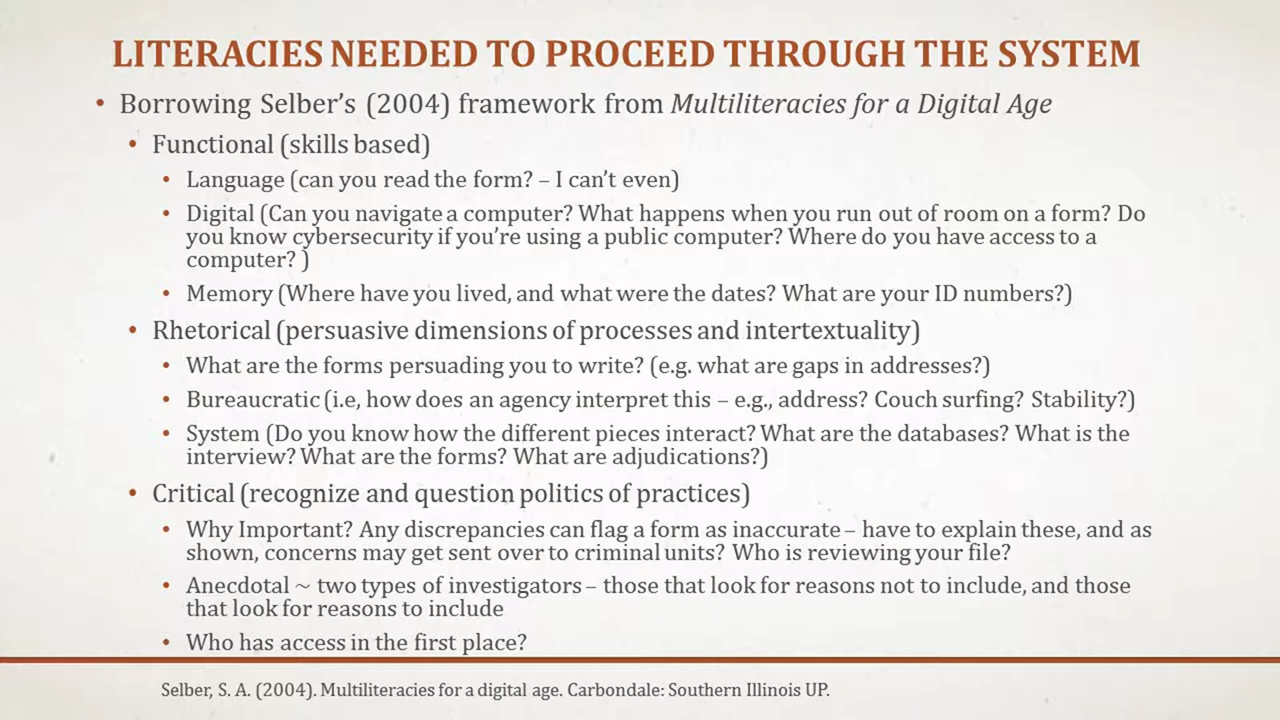 LITERACIES NEEDED TO PROCEED THROUGH THE SYSTEM
• Borrowing Selber's (2004) framework from Multiliteracies for a Digital Age
• Functional (skills based)
• Language (can you read the form? – I can't even)
• Digital (Can you navigate a computer? What happens when you run out of room on a form? Do
you know cybersecurity if you're using a public computer? Where do you have access to a
computer? )
• Memory (Where have you lived, and what were the dates? What are your ID numbers?)
• Rhetorical (persuasive dimensions of processes and intertextuality)
• What are the forms persuading you to write? (e.g. what are gaps in addresses?)
• Bureaucratic (i.e, how does an agency interpret this – e.g., address? Couch surfing? Stability?)
• System (Do you know how the different pieces interact? What are the databases? What is the
interview? What are the forms? What are adjudications?)
• Critical (recognize and question politics of practices)
• Why Important? Any discrepancies can flag a form as inaccurate – have to explain these, and as
shown, concerns may get sent over to criminal units? Who is reviewing your file?
• Anecdotal ~ two types of investigators – those that look for reasons not to include, and those
that look for reasons to include
• Who has access in the first place?
Selber, S. A. (2004). Multiliteracies for a digital age. Carbondale: Southern Illinois UP.